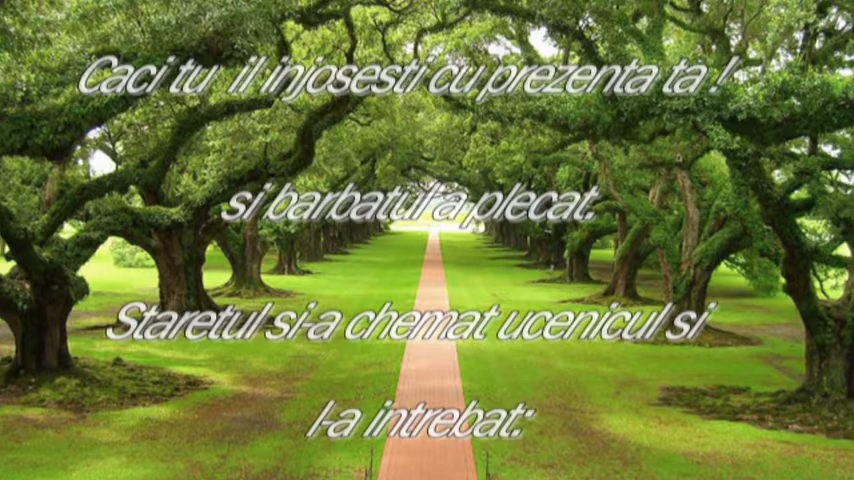 Caci tu il injosesti cu prezenta ta !
si barbatul a plecat.
Staretul si-a chemat ucenicul si
l-a intrebat: